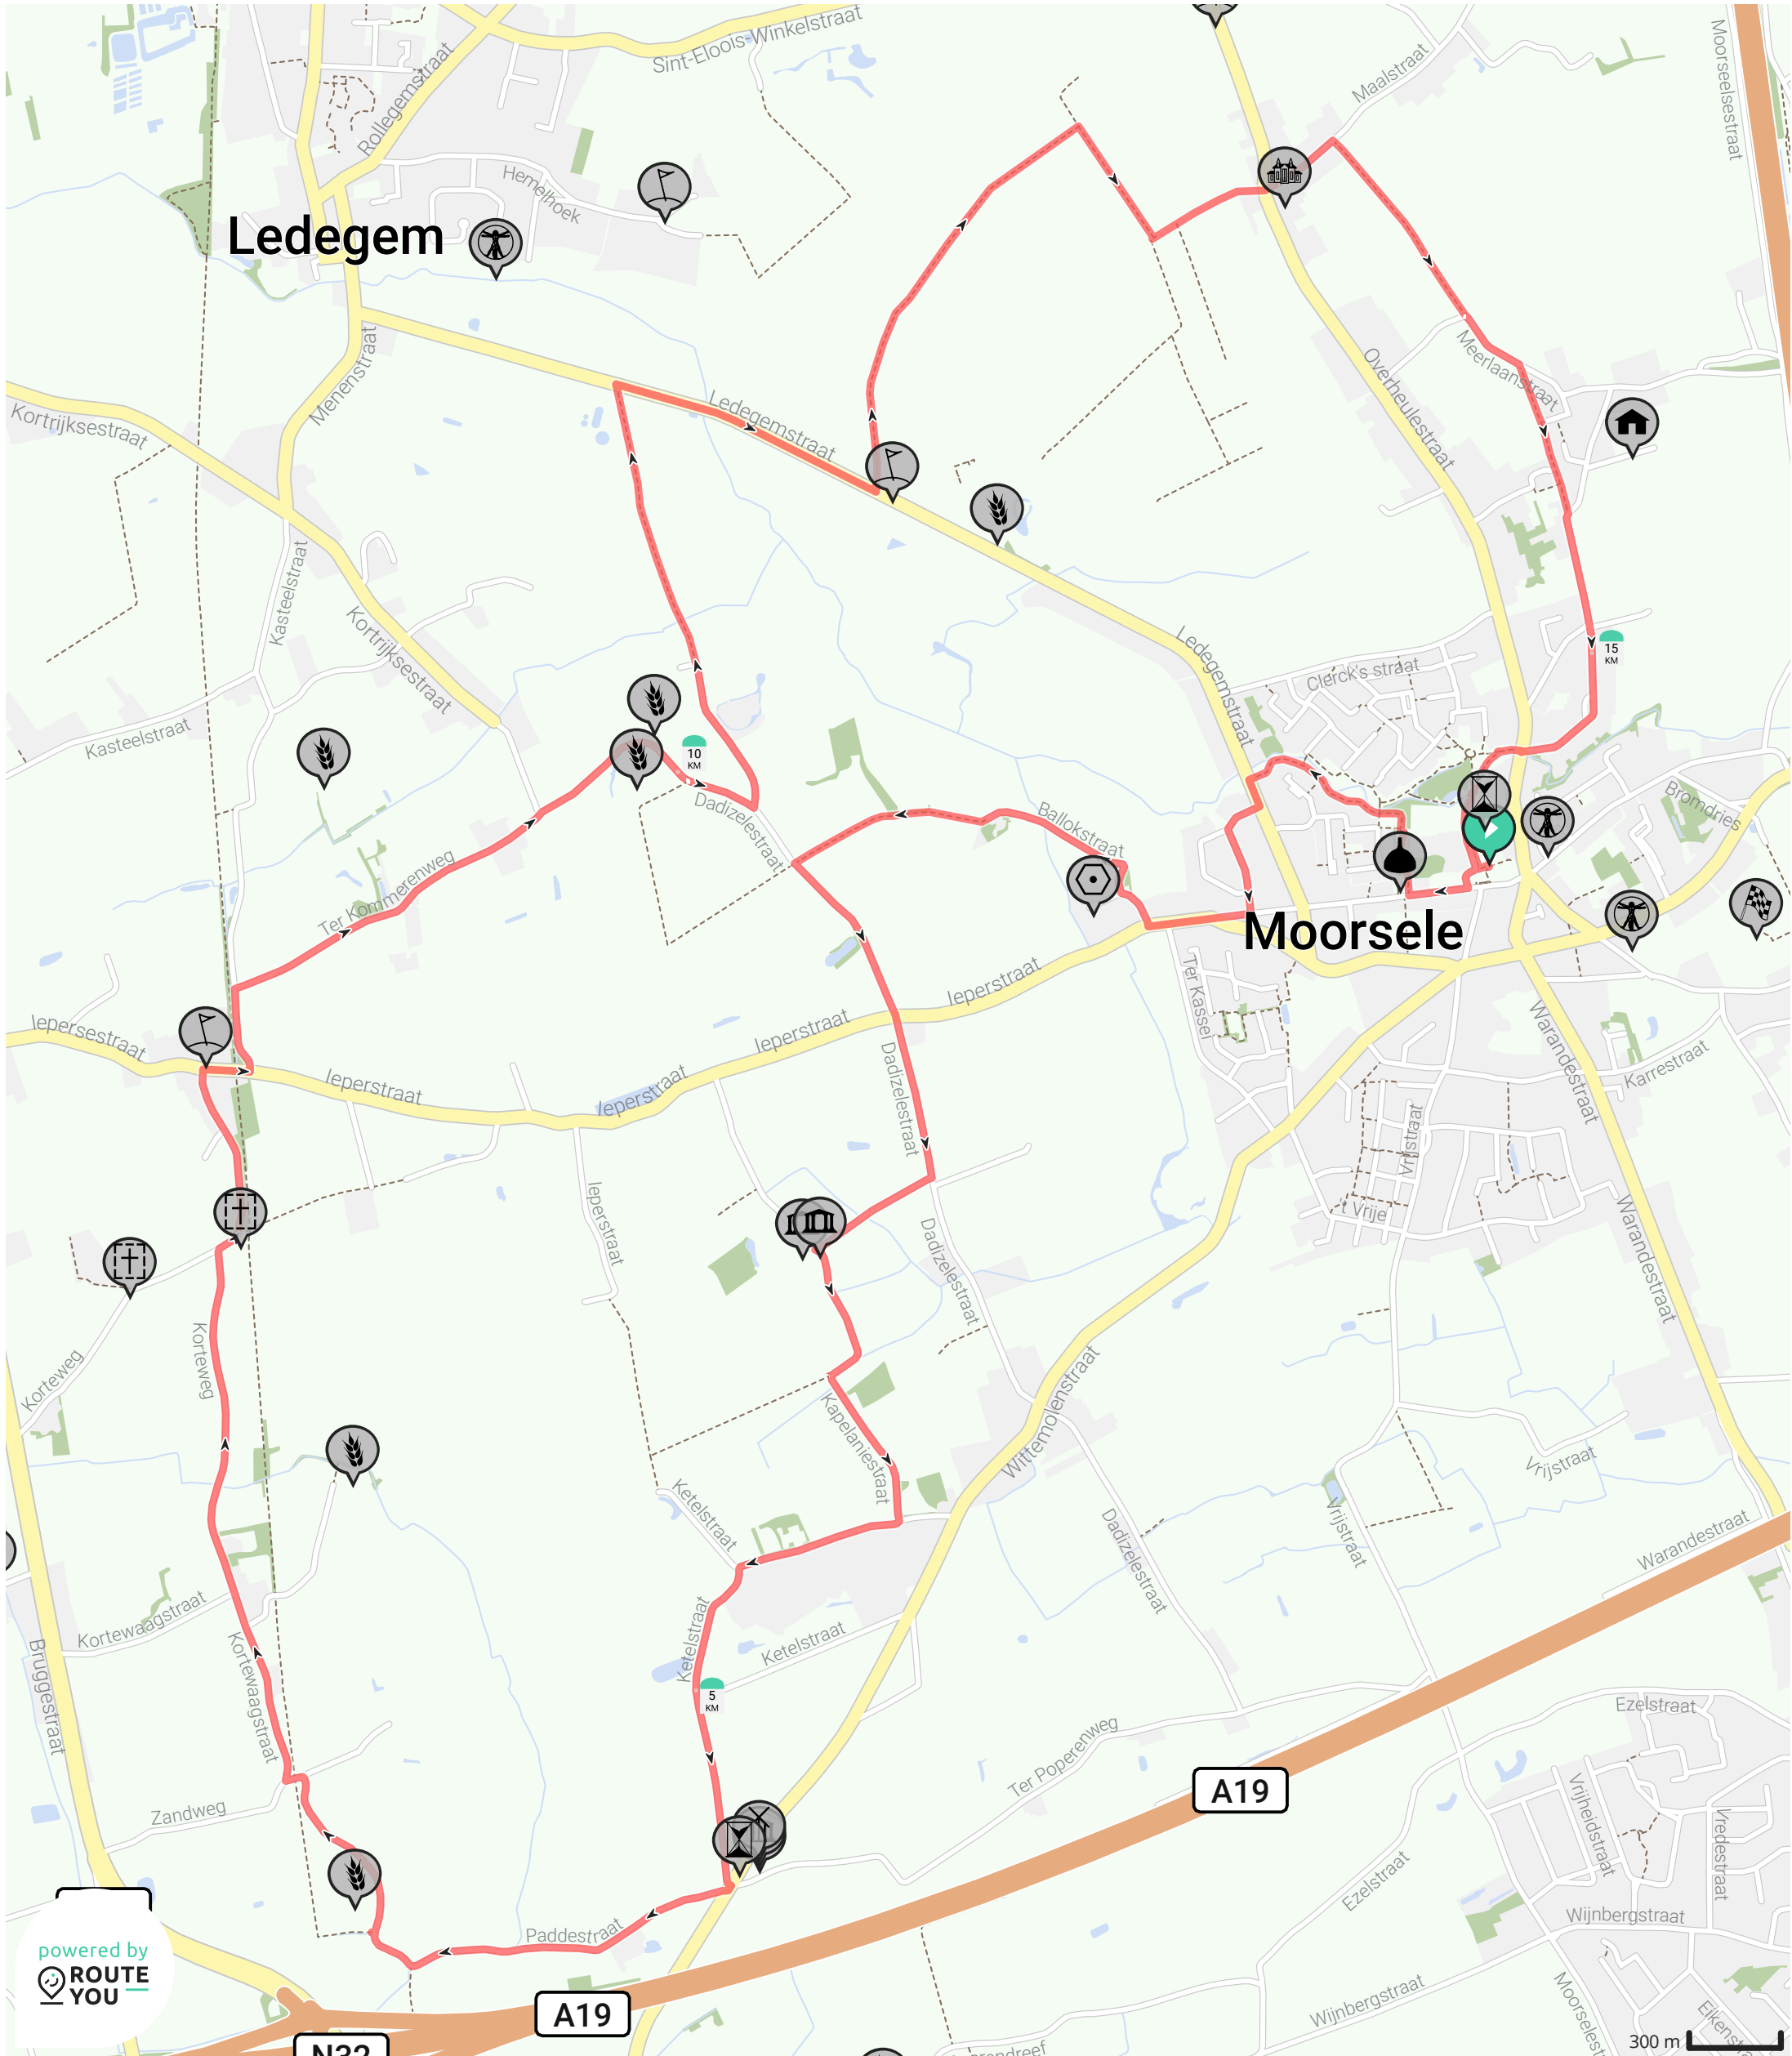 Sint-Eloois-Winkelstraat
Rollegemstraat
Maalstraat
Moorseelsestraat
Hemelhoek
Ledegem
Menenstraat
Kortrijksestraat
Ledegemstraat
Overheulestraat
Meerlaanstraat
Kasteelstraat
Kortrijksestraat
Kasteelstraat
Ledegemstraat
Clerck's straat
15
KM
10
KM
Dadizelestraat
Ballokstraat
Bromdries
Ter Kommerenweg
Moorsele
Iepersestraat
Ieperstraat
Ieperstraat
Ieperstraat
Ieperstraat
Ter Kassel
Dadizelestraat
Warandestraat
Karrestraat
Vrijstraat
't Vrije
Ieperstraat
Dadizelestraat
Warandestraat
Korteweg
Korteweg
Wittemolenstraat
Kapelaniestraat
Ketelstraat
Vrijstraat
Vrijstraat
Dadizelestraat
Warandestraat
Kortewaagstraat
Kortewaagstraat
Ketelstraat
Ketelstraat
5
KM
Bruggestraat
Ezelstraat
Ter Poperenweg
A19
Zandweg
Vrijheidstraat
Vredestraat
Ezelstraat
Wijnbergstraat
Paddestraat
powered by
ROUTE
YOU
A19
Wijnbergstraat
N32
300 m